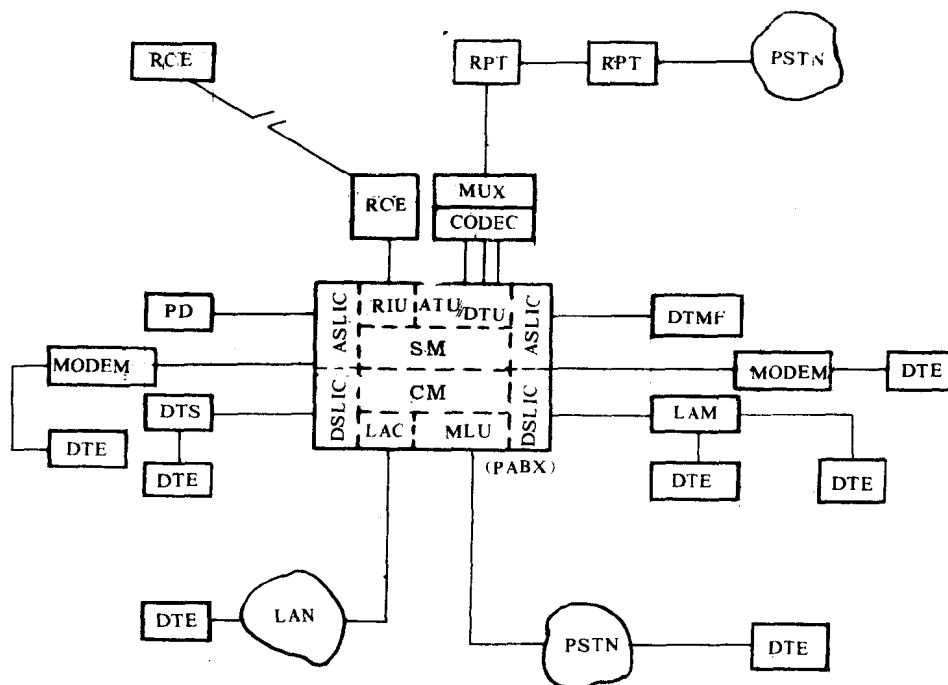 RCE
RPT
RPT
PSTN
RCE
MUX
CODEC
PD
ASLIC
RIU
ATU
DTU
ASLIC
DTMF
SM
MODEM
MODEM
DTE
CM
DTS
DSLIC
LAC
MLU
DSLIC
LAM
DTE
DTE
(PABX)
DTE
DTE
DTE
LAN
PSTN
DTE